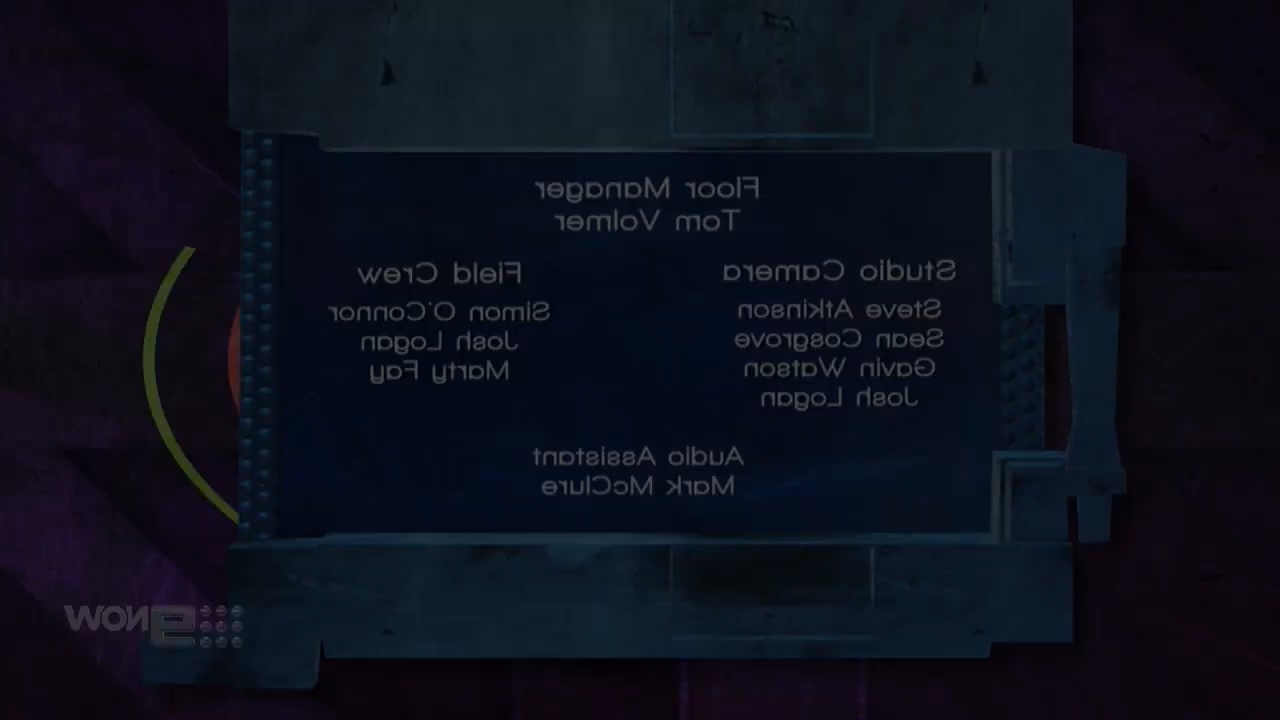 Floor Manager
Tom Volmer
Studio Camera
Steve Atkinson
Sean Cosgrove
Gavin Watson
Josh Logan
Field Crew
Simon O'Connor
Josh Logan
Marty Fay
Audio Assistant
Mark McClure
9NOW